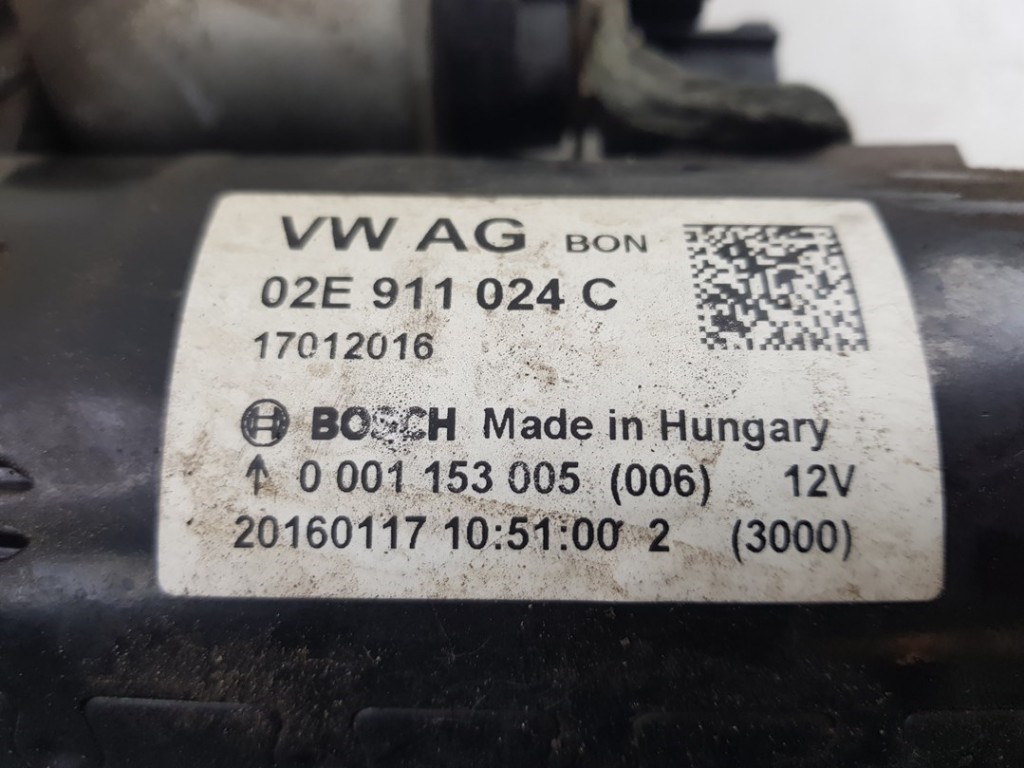 VW AG BON
02E 911 024 C
17012016
BOSCH Made in Hungary
↑ 0 001 153 005 (006) 12V
20160117 10:51:00 2 (3000)